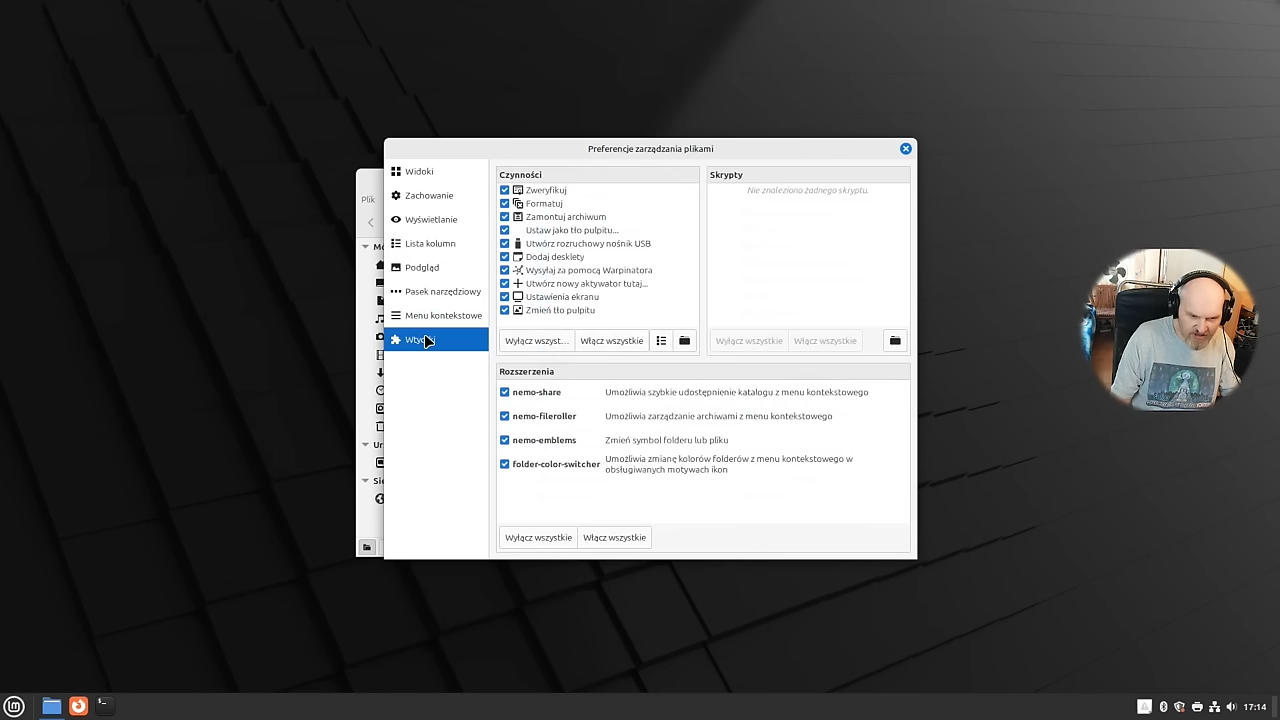 Preferencje zarządzania plikami
Plik
Widoki
Zachowanie
Wyświetlanie
Lista kolumn
Podgląd
Pasek narzędziowy
Menu kontekstowe
Czynności
Zweryfikuj
Formatuj
Zamontuj archiwum
Ustaw jako tło pulpitu...
Utwórz rozruchowy nośnik USB
Dodaj desklety
Wysyłaj za pomocą Warpinatora
Utwórz nowy aktywator tutaj...
Ustawienia ekranu
Zmień tło pulpitu
Wyłącz wszyst... Włącz wszystkie
Skrypty
Nie znaleziono żadnego skryptu.
Wyłącz wszystkie Włącz wszystkie
Rozszerzenia
nemo-share Umożliwia szybkie udostępnienie katalogu z menu kontekstowego
nemo-fileroller Umożliwia zarządzanie archiwami z menu kontekstowego
nemo-emblems Zmień symbol folderu lub pliku
folder-color-switcher Umożliwia zmianę kolorów folderów z menu kontekstowego w
obsługiwanych motywach ikon
Wyłącz wszystkie Włącz wszystkie
17:14